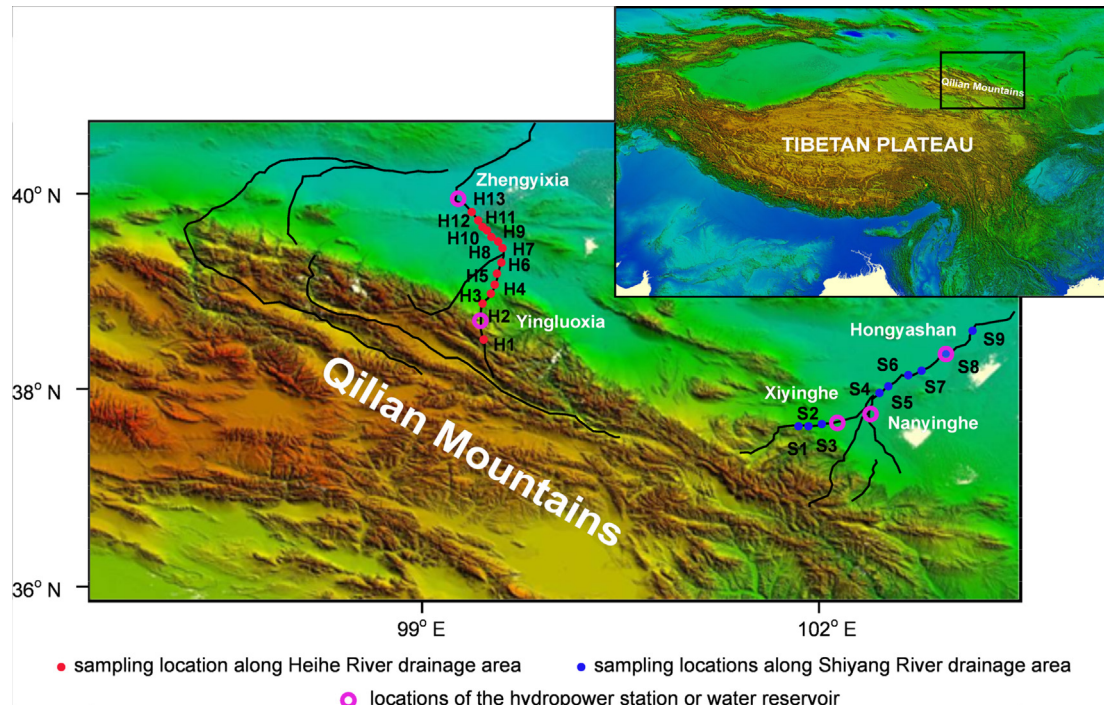 Qilian Mountains
TIBETAN PLATEAU
40° N
38° N
36° N
Zhengyixia
H13
H12
H11
H10
H9
H8
H7
H6
H5
H4
H3
H2
Yingluoxia
H1
Qilian Mountains
Hongyashan
S9
S8
S6
S7
Xiyinghe
S4
S5
S2
Nanyinghe
S1
S3
99° E
102° E
sampling location along Heihe River drainage area
sampling locations along Shiyang River drainage area
locations of the hydropower station or water reservoir